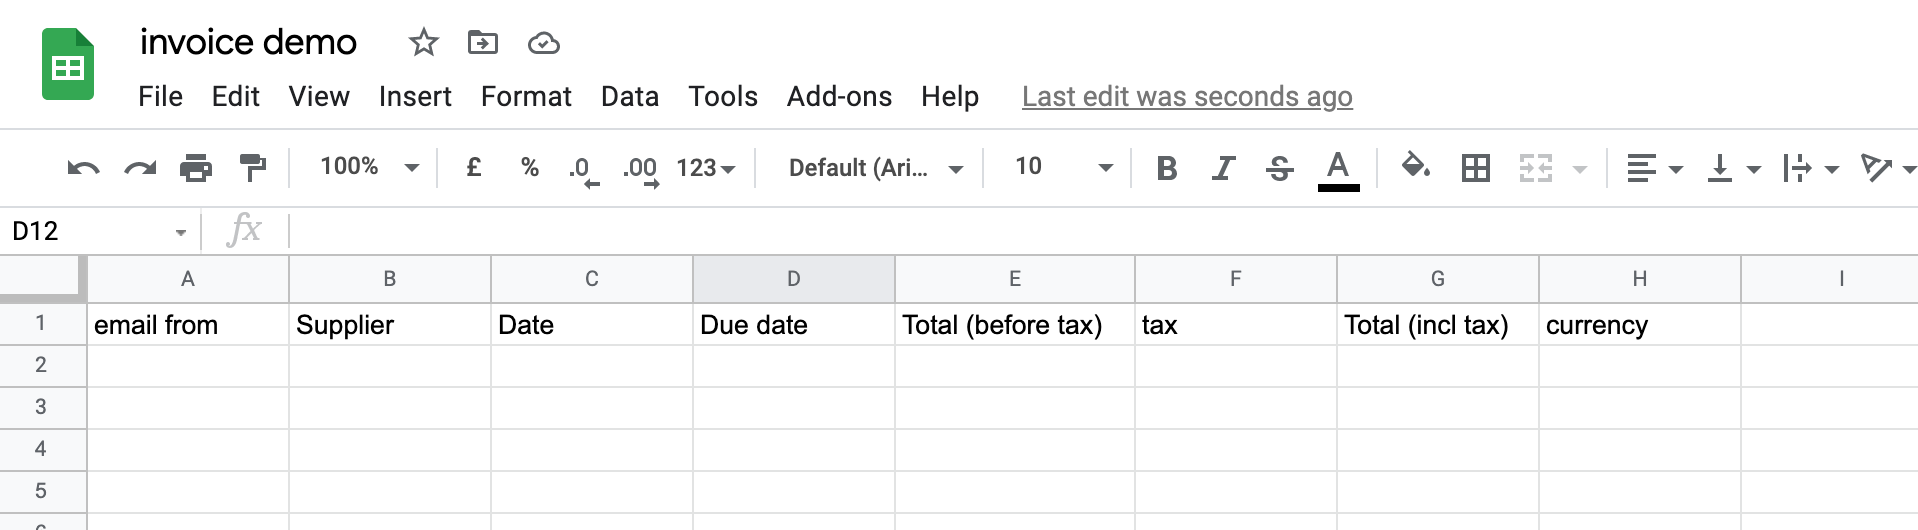 invoice demo
File Edit View Insert Format Data Tools Add-ons Help Last edit was seconds ago
100% £ % .0 .00 123 Default (Ari... 10 B I S A
D12 fx
A B C D E F G H I
1 email from Supplier Date Due date Total (before tax) tax Total (incl tax) currency
2
3
4
5